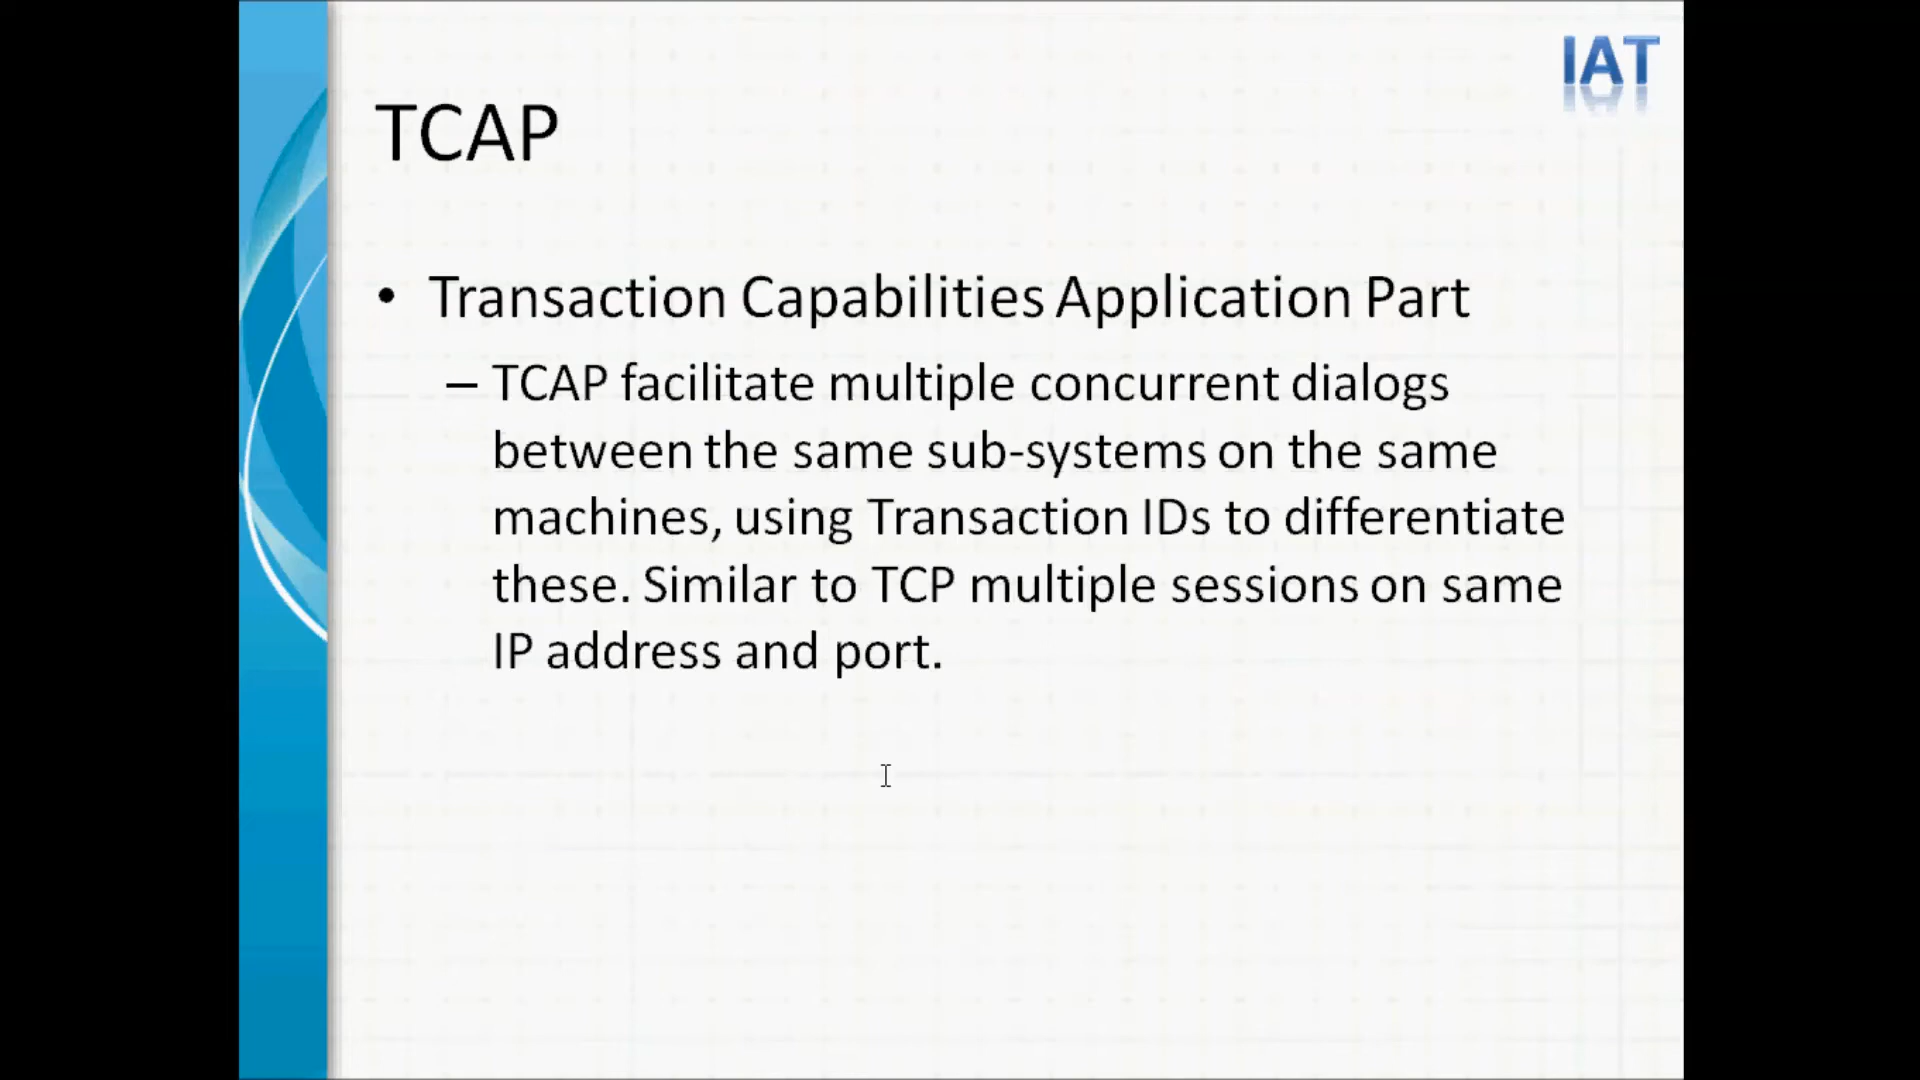 IAT
TCAP
• Transaction Capabilities Application Part
– TCAP facilitate multiple concurrent dialogs
between the same sub-systems on the same
machines, using Transaction IDs to differentiate
these. Similar to TCP multiple sessions on same
IP address and port.